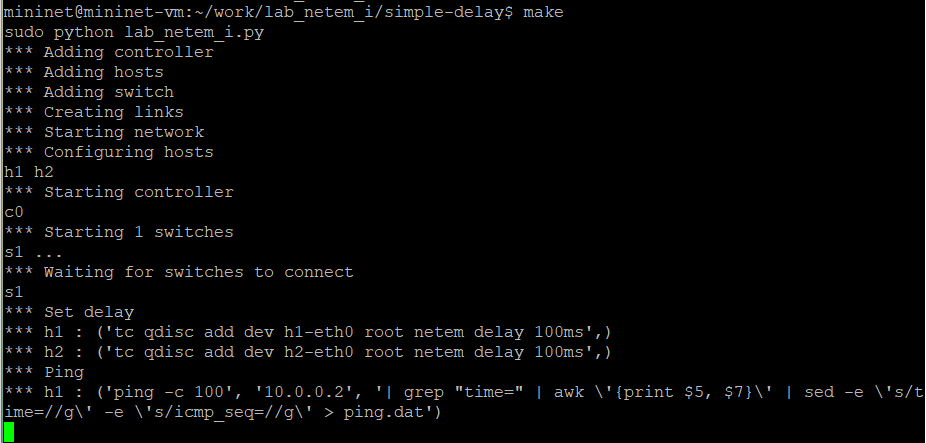 mininet@mininet-vm:~/work/lab_netem_i/simple-delay$ make
sudo python lab_netem_i.py
*** Adding controller
*** Adding hosts
*** Adding switch
*** Creating links
*** Starting network
*** Configuring hosts
h1 h2
*** Starting controller
c0
*** Starting 1 switches
s1 ...
*** Waiting for switches to connect
s1
*** Set delay
*** h1 : ('tc qdisc add dev h1-eth0 root netem delay 100ms',)
*** h2 : ('tc qdisc add dev h2-eth0 root netem delay 100ms',)
*** Ping
*** h1 : ('ping -c 100', '10.0.0.2', '| grep "time=" | awk \'{print $5, $7}\' | sed -e \'s/t
ime=//g\' -e \'s/icmp_seq=//g\' > ping.dat')